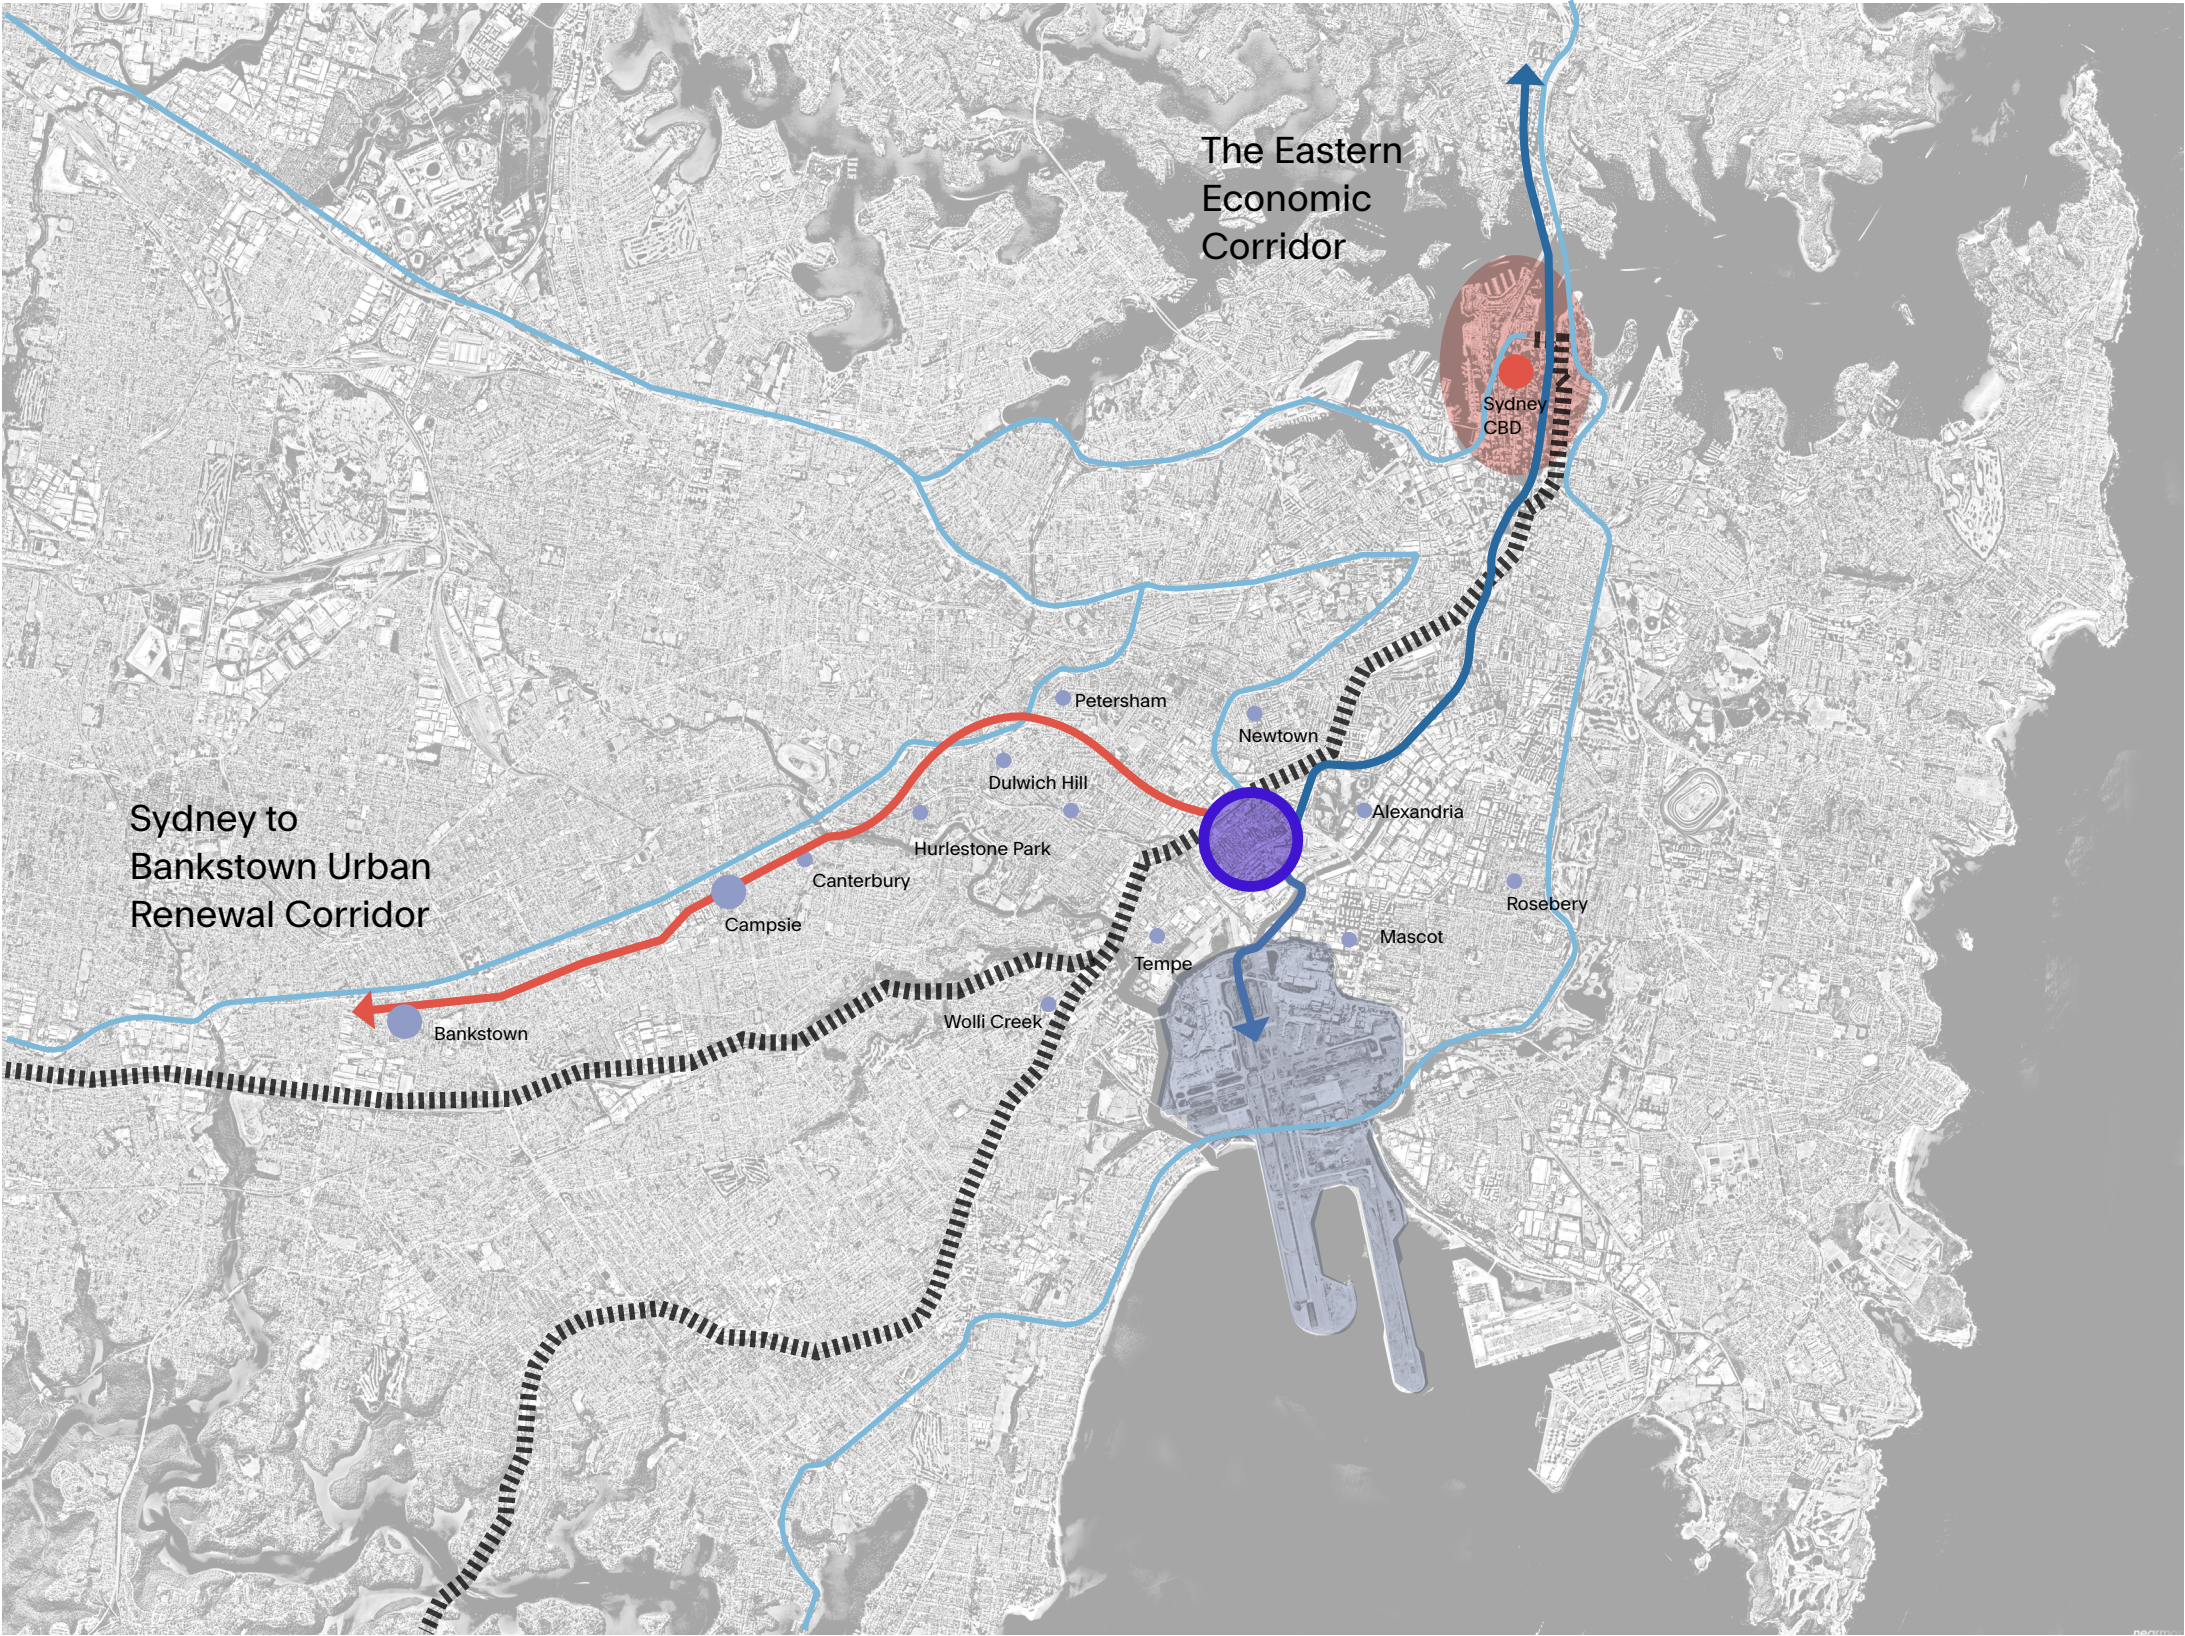 The Eastern
Economic
Corridor
Sydney
CBD
Petersham
Newtown
Dulwich Hill
Alexandria
Sydney to
Bankstown Urban
Renewal Corridor
Hurlestone Park
Canterbury
Rosebery
Campsie
Mascot
Tempe
Wolli Creek
Bankstown